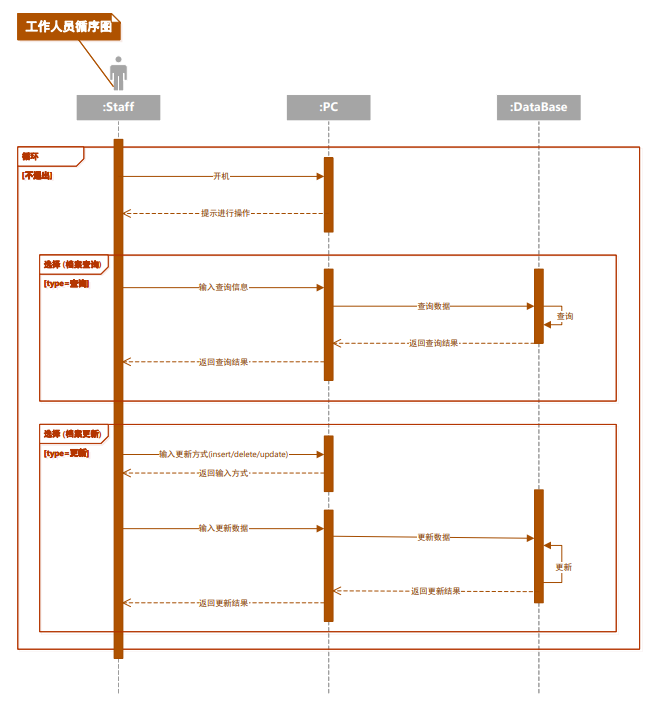 工作人员循序图
:Staff
:PC
:DataBase
循环
[不退出]
开机
提示进行操作
选择 (档案查询)
[type=查询]
输入查询信息
查询数据
查询
返回查询结果
返回查询结果
选择 (档案更新)
[type=更新]
输入更新方式(insert/delete/update)
返回输入方式
输入更新数据
更新数据
更新
返回更新结果
返回更新结果